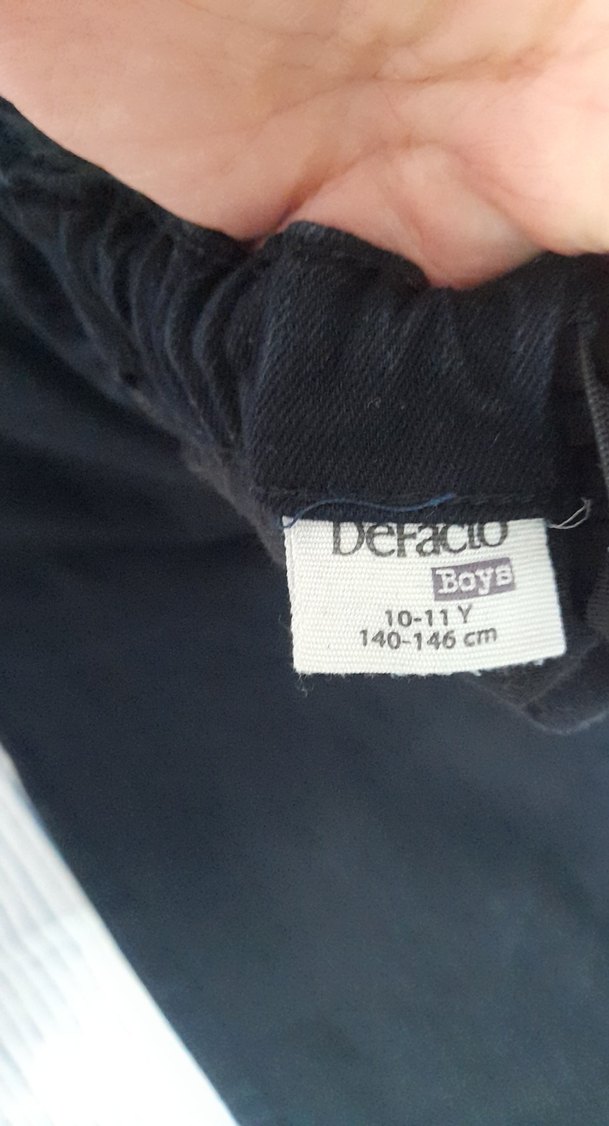 DeFacto
Boys
10-11 Y
140-146 cm